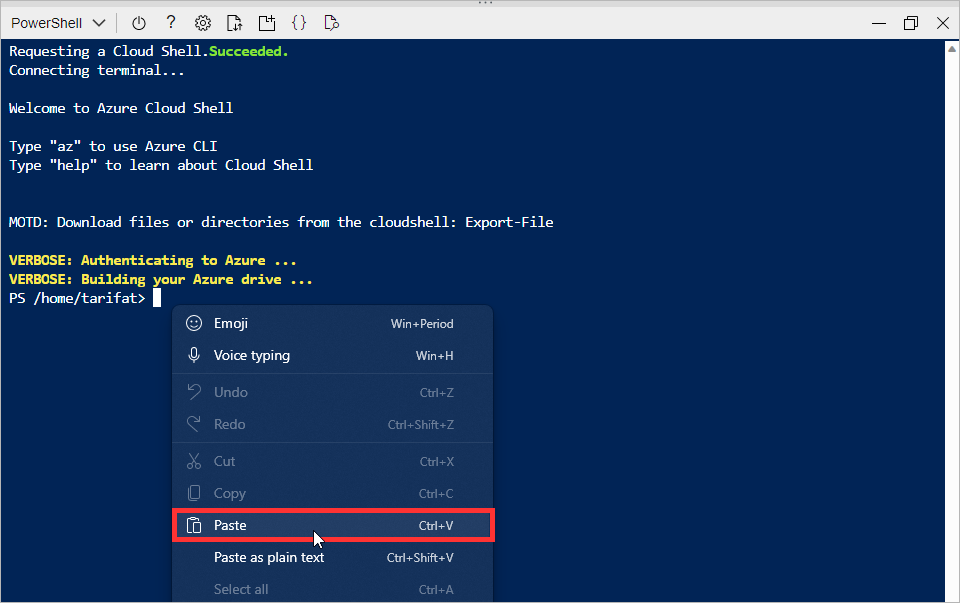 PowerShell
Requesting a Cloud Shell.Succeeded.
Connecting terminal...
Welcome to Azure Cloud Shell
Type "az" to use Azure CLI
Type "help" to learn about Cloud Shell
MOTD: Download files or directories from the cloudshell: Export-File
VERBOSE: Authenticating to Azure ...
VERBOSE: Building your Azure drive ...
PS /home/tarifat>
Emoji Win+Period
Voice typing Win+H
Undo Ctrl+Z
Redo Ctrl+Shift+Z
Cut Ctrl+X
Copy Ctrl+C
Paste Ctrl+V
Paste as plain text Ctrl+Shift+V
Select all Ctrl+A